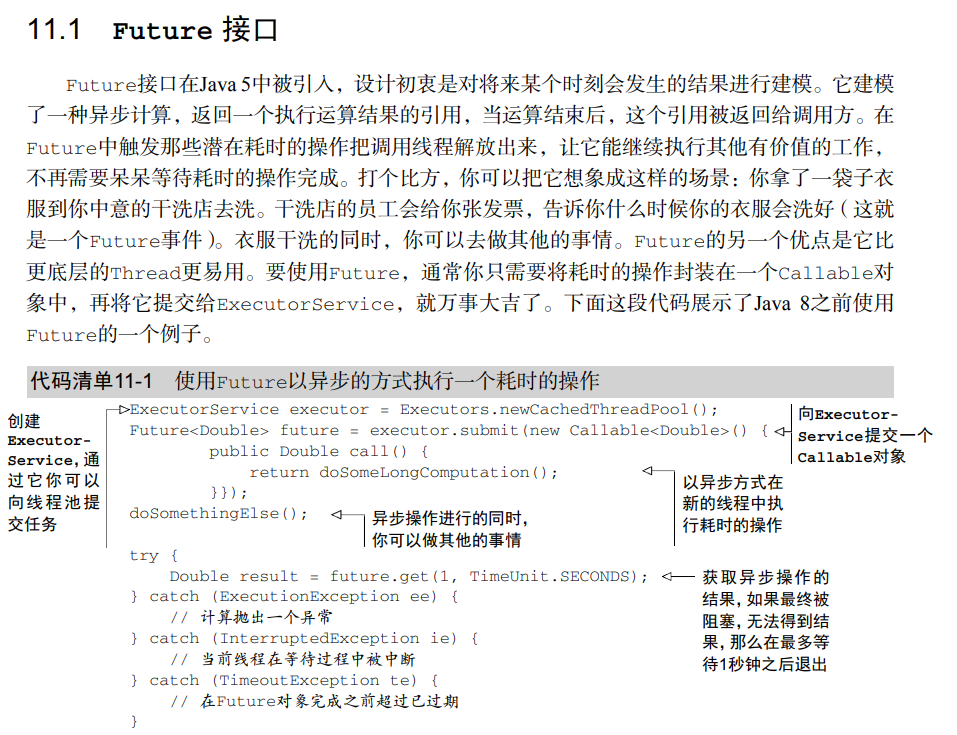 11.1 Future 接口
Future接口在Java 5中被引入，设计初衷是对将来某个时刻会发生的结果进行建模。它建模
了一种异步计算，返回一个执行运算结果的引用，当运算结束后，这个引用被返回给调用方。在
Future中触发那些潜在耗时的操作把调用线程解放出来，让它能继续执行其他有价值的工作，
不再需要呆呆等待耗时的操作完成。打个比方，你可以把它想象成这样的场景：你拿了一袋子衣
服到你中意的干洗店去洗。干洗店的员工会给你张发票，告诉你什么时候你的衣服会洗好（这就
是一个Future事件）。衣服干洗的同时，你可以去做其他的事情。Future的另一个优点是它比
更底层的Thread更易用。要使用Future，通常你只需要将耗时的操作封装在一个Callable对
象中，再将它提交给ExecutorService，就万事大吉了。下面这段代码展示了Java 8之前使用
Future的一个例子。
代码清单11-1 使用Future以异步的方式执行一个耗时的操作
创建
Executor-
Service，通
过它你可以
向线程池提
交任务
ExecutorService executor = Executors.newCachedThreadPool();
Future<Double> future = executor.submit(new Callable<Double>() {
public Double call() {
return doSomeLongComputation();
}});
doSomethingElse();
向Executor-
Service提交一个
Callable对象
以异步方式在
新的线程中执
行耗时的操作
异步操作进行的同时，
你可以做其他的事情
try {
Double result = future.get(1, TimeUnit.SECONDS);
} catch (ExecutionException ee) {
// 计算抛出一个异常
} catch (InterruptedException ie) {
// 当前线程在等待过程中被中断
} catch (TimeoutException te) {
// 在Future对象完成之前超过已过期
}
获取异步操作的
结果，如果最终被
阻塞，无法得到结
果，那么在最多等
待1秒钟之后退出